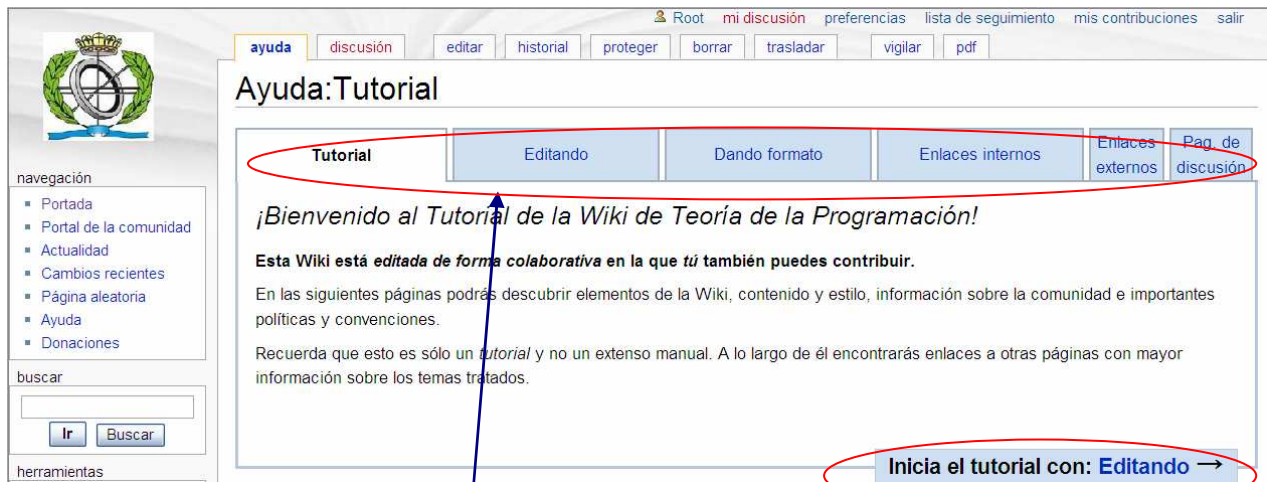 Root mi discusión preferencias lista de seguimiento mis contribuciones salir
ayuda discusión editar historial proteger borrar trasladar vigilar pdf
Ayuda:Tutorial
Tutorial Editando Dando formato Enlaces internos Enlaces externos Pag. de discusión
navegación
Portada
Portal de la comunidad
Actualidad
Cambios recientes
Página aleatoria
Ayuda
Donaciones
buscar
Ir Buscar
herramientas
¡Bienvenido al Tutorial de la Wiki de Teoría de la Programación!
Esta Wiki está editada de forma colaborativa en la que tú también puedes contribuir.
En las siguientes páginas podrás descubrir elementos de la Wiki, contenido y estilo, información sobre la comunidad e importantes
políticas y convenciones.
Recuerda que esto es sólo un tutorial y no un extenso manual. A lo largo de él encontrarás enlaces a otras páginas con mayor
información sobre los temas tratados.
Inicia el tutorial con: Editando →